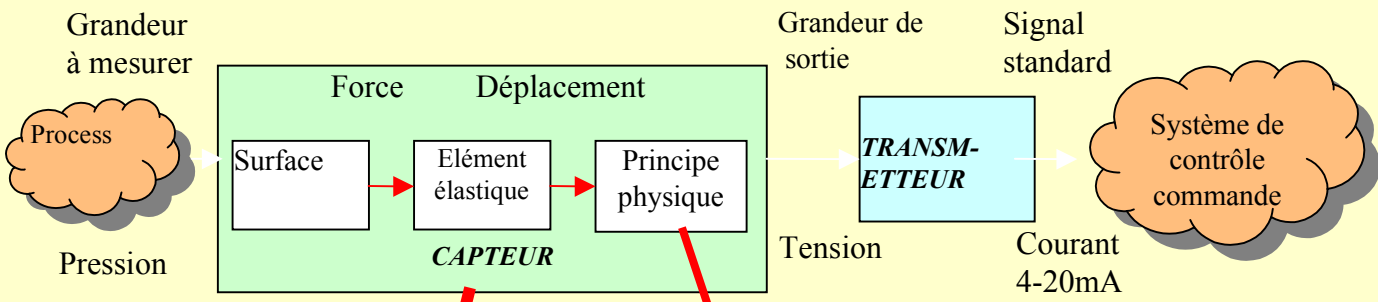 Grandeur
à mesurer
Process
Pression
Force
Déplacement
Surface
Elément
élastique
Principe
physique
CAPTEUR
Grandeur de
sortie
Tension
TRANSM-
ETTEUR
Signal
standard
Courant
4-20mA
Système de
contrôle
commande